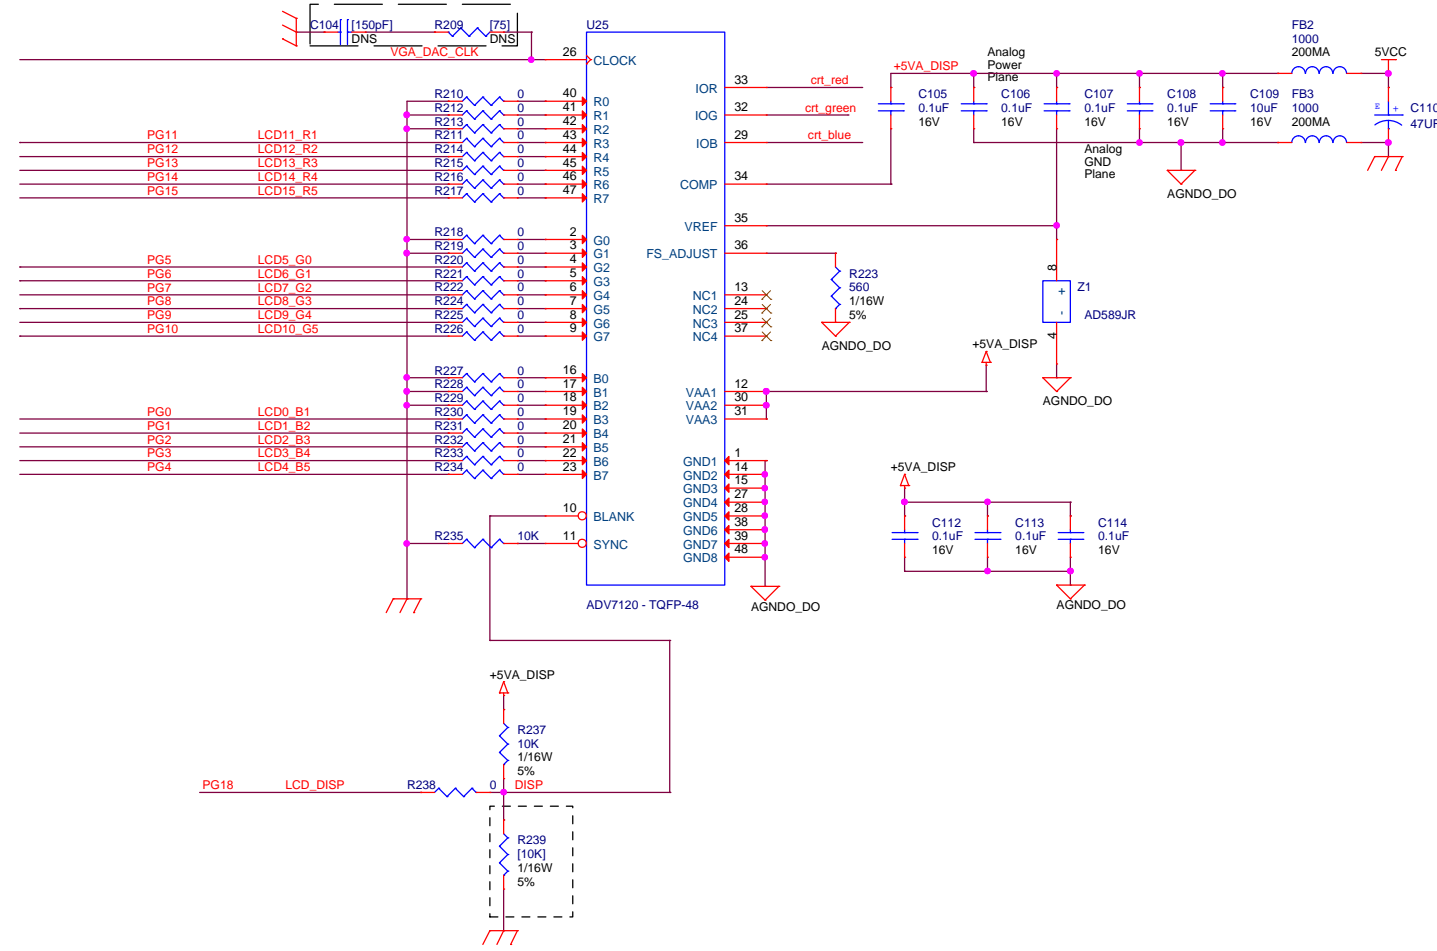 C104 [150pF] R209 [75]
DNS DNS
VGA_DAC_CLK
U25
26 CLOCK
R210 0 40 R0
R212 0 41 R1
R213 0 42 R2
PG11 LCD11_R1 R211 0 43 R3
PG12 LCD12_R2 R214 0 44 R4
PG13 LCD13_R3 R215 0 45 R5
PG14 LCD14_R4 R216 0 46 R6
PG15 LCD15_R5 R217 0 47 R7
R218 0 2 G0
R219 0 3 G1
PG5 LCD5_G0 R220 0 4 G2
PG6 LCD6_G1 R221 0 5 G3
PG7 LCD7_G2 R222 0 6 G4
PG8 LCD8_G3 R224 0 7 G5
PG9 LCD9_G4 R225 0 8 G6
PG10 LCD10_G5 R226 0 9 G7
R227 0 16 B0
R228 0 17 B1
R229 0 18 B2
PG0 LCD0_B1 R230 0 19 B3
PG1 LCD1_B2 R231 0 20 B4
PG2 LCD2_B3 R232 0 21 B5
PG3 LCD3_B4 R233 0 22 B6
PG4 LCD4_B5 R234 0 23 B7
10 BLANK
R235 10K 11 SYNC
IOR 33 crt_red
IOG 32 crt_green
IOB 29 crt_blue
COMP 34
VREF 35
FS_ADJUST 36
NC1 13
NC2 24
NC3 25
NC4 37
VAA1 12
VAA2 30
VAA3 31
GND1 1
GND2 14
GND3 15
GND4 27
GND5 28
GND6 38
GND7 39
GND8 48
ADV7120 - TQFP-48
AGNDO_DO
R223
560
1/16W
5%
AGNDO_DO
+5VA_DISP
Analog
Power
Plane
C105
0.1uF
16V
C106
0.1uF
16V
C107
0.1uF
16V
C108
0.1uF
16V
C109
10uF
16V
Analog
GND
Plane
AGNDO_DO
FB2
1000
200MA
FB3
1000
200MA
5VCC
E +
C110
47UF
8
+
-
4
Z1
AD589JR
AGNDO_DO
+5VA_DISP
+5VA_DISP
C112
0.1uF
16V
C113
0.1uF
16V
C114
0.1uF
16V
AGNDO_DO
+5VA_DISP
R237
10K
1/16W
5%
PG18 LCD_DISP R238 0 DISP
R239
[10K]
1/16W
5%